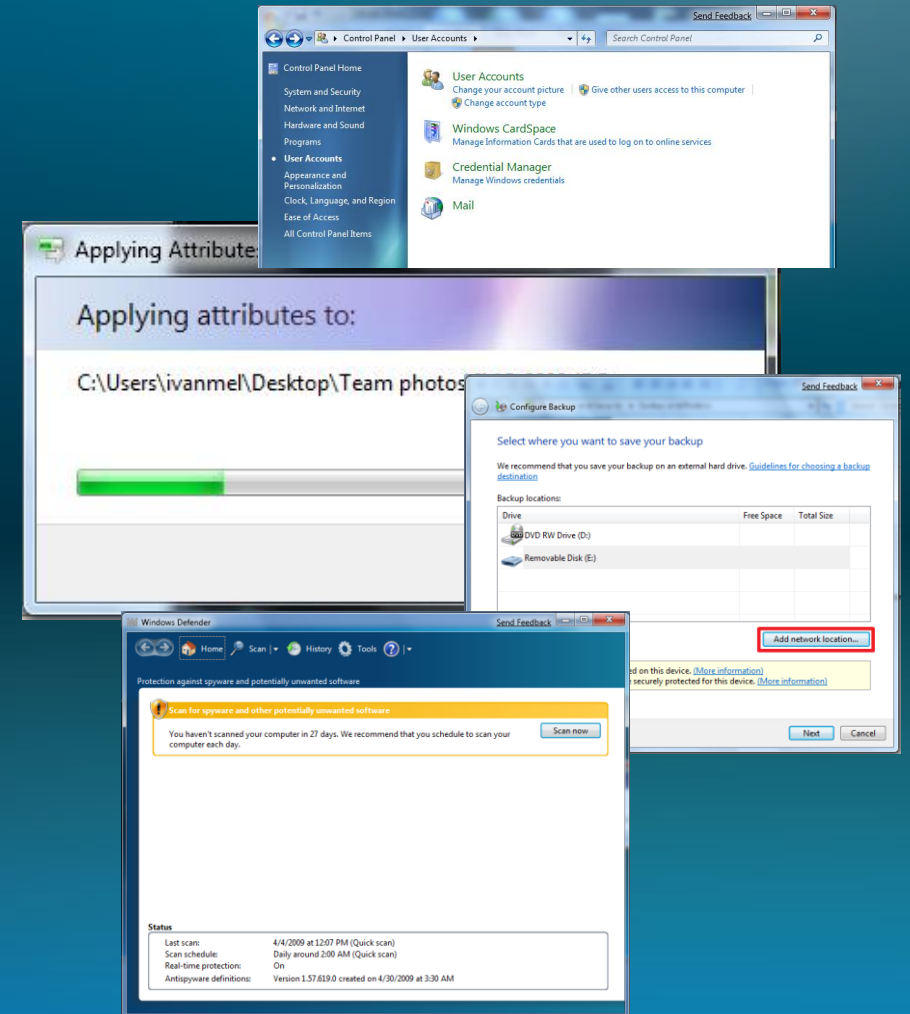 Send Feedback
Control Panel User Accounts
Search Control Panel
Control Panel Home
System and Security
Network and Internet
Hardware and Sound
Programs
User Accounts
Appearance and
Personalization
Clock, Language, and Region
Ease of Access
All Control Panel Items
User Accounts
Change your account picture Give other users access to this computer
Change account type
Windows CardSpace
Manage Information Cards that are used to log on to online services
Credential Manager
Manage Windows credentials
Mail
Applying
Applying attributes to:
C:\Users\ivanmel\Desktop\Team photos
Send Feedback
Configure Backup
Select where you want to save your backup
We recommend that you save your backup on an external hard drive. Guidelines for choosing a backup
destination
Backup locations:
Drive Free Space Total Size
DVD RW Drive (D:)
Removable Disk (E:)
Add network location...
on this device. (More information)
securely protected for this device. (More information)
Next Cancel
Windows Defender
Send Feedback
Home Scan History Tools
Protection against spyware and potentially unwanted software
Scan for spyware and other potentially unwanted software
You haven't scanned your computer in 27 days. We recommend that you schedule to scan your
computer each day.
Scan now
Status
Last scan: 4/4/2009 at 12:07 PM (Quick scan)
Scan schedule: Daily around 2:00 AM (Quick scan)
Real-time protection: On
Antispyware definitions: Version 1.57.619.0 created on 4/30/2009 at 3:30 AM